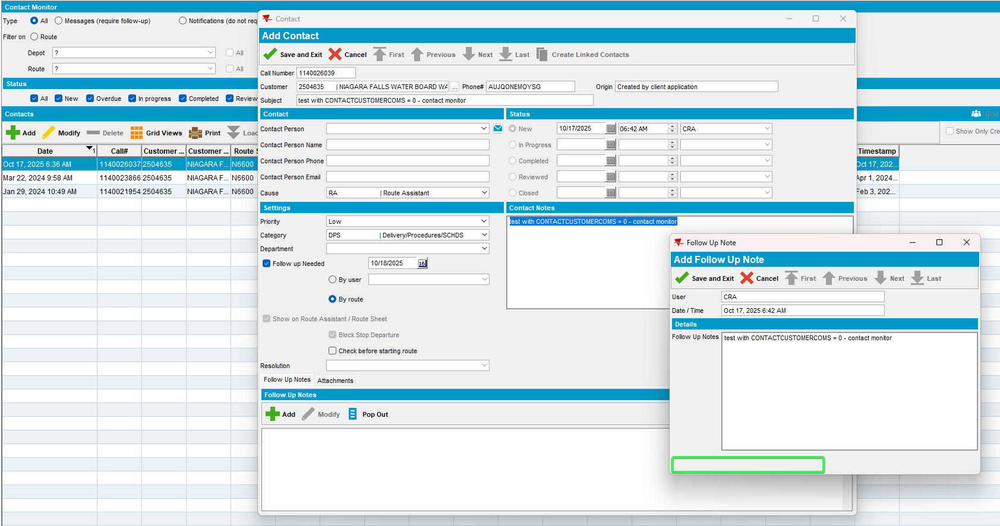 Contact Monitor
Type All Messages (require follow-up) Notifications (do not req
Filter on Route
Depot ? All
Route ? All
Status
All New Overdue In progress Completed Review
Contacts Grid
Add Modify Delete Grid Views Print Load Show Only Cre
Date 1 Call# Customer ... Customer ... Route S Timestamp
Oct 17, 2025 6:36 AM 1140026037 2504635 NIAGARA F... N6600 Oct 17, 202...
Mar 22, 2024 9:58 AM 1140023866 2504635 NIAGARA F... N6600 Apr 1, 2024...
Jan 29, 2024 10:49 AM 1140021954 2504635 NIAGARA F... N6600 Feb 3, 202...
Contact
Add Contact
Save and Exit Cancel First Previous Next Last Create Linked Contacts
Call Number 1140026039
Customer 2504635 | NIAGARA FALLS WATER BOARD WA ... Phone# AUJQONEMOYSG Origin Created by client application
Subject test with CONTACTCUSTOMERCOMS = 0 - contact monitor
Contact
Contact Person
Contact Person Name
Contact Person Phone
Contact Person Email
Cause RA | Route Assistant
Status
New 10/17/2025 16 06:42 AM CRA
In Progress 16
Completed 16
Reviewed 16
Closed 16
Settings
Priority Low
Category DPS | Delivery/Procedures/SCHDS
Department
Follow up Needed 10/18/2025 16
By user
By route
Show on Route Assistant / Route Sheet
Block Stop Departure
Check before starting route
Resolution
Contact Notes
test with CONTACTCUSTOMERCOMS = 0 - contact monitor
Follow Up Notes Attachments
Follow Up Notes
Add Modify Pop Out
Follow Up Note
Add Follow Up Note
Save and Exit Cancel First Previous Next Last
User CRA
Date / Time Oct 17, 2025 6:42 AM
Details
Follow Up Notes test with CONTACTCUSTOMERCOMS = 0 - contact monitor